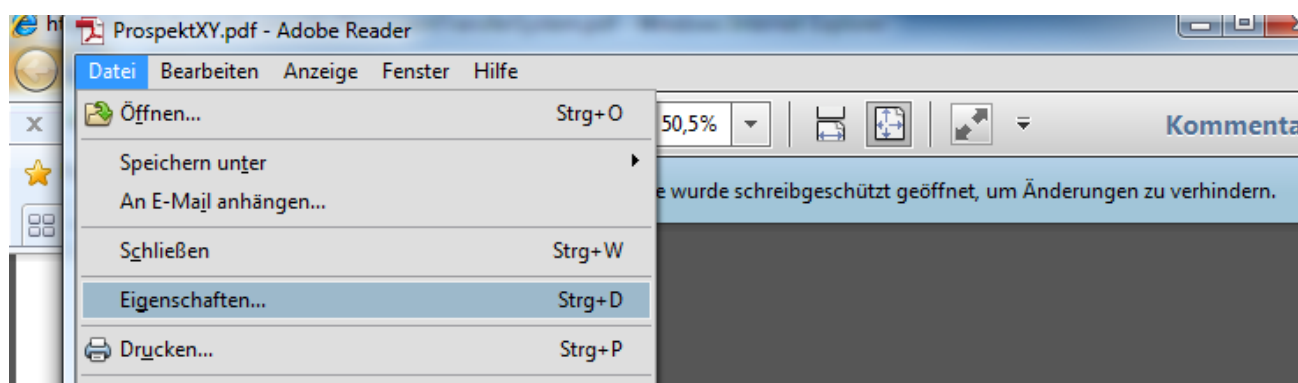 ht
ProspektXY.pdf - Adobe Reader
Datei Bearbeiten Anzeige Fenster Hilfe
Öffnen... Strg+O
50,5%
Kommenta
Speichern unter
e wurde schreibgeschützt geöffnet, um Änderungen zu verhindern.
An E-Mail anhängen...
Schließen Strg+W
Eigenschaften... Strg+D
Drucken... Strg+P